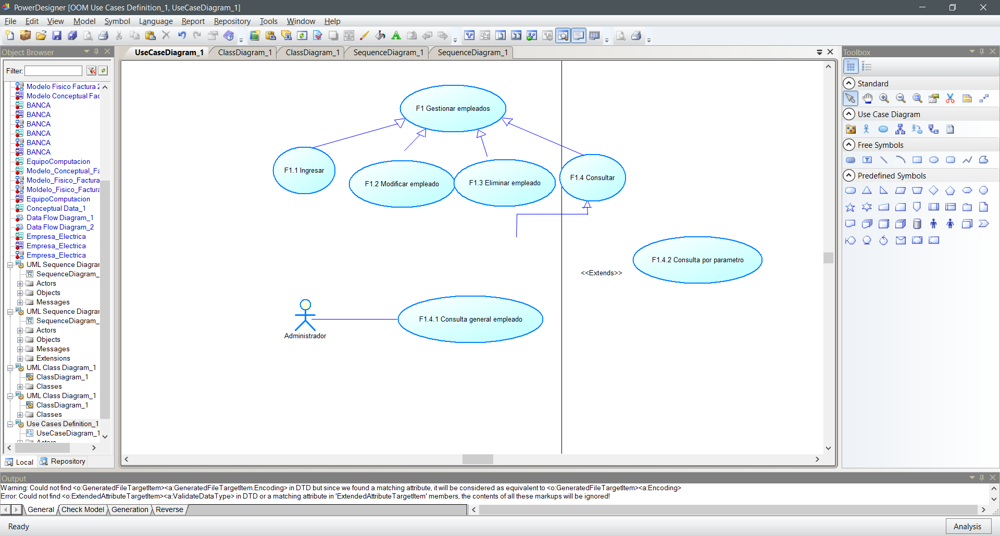 PowerDesigner [OOM Use Cases Definition_1, UseCaseDiagram_1]
File Edit View Model Symbol Language Report Repository Tools Window Help
Object Browser
Filter:
Modelo Fisico Factura 2
Modelo Conceptual Fac
BANCA
BANCA
BANCA
BANCA
BANCA
BANCA
EquipoComputacion
Modelo_Conceptual_Fa
Modelo_Fisico_Factura
Moldelo_Fisico_Factura
EquipoComputacion
Conceptual Data_1
Data Flow Diagram_1
Data Flow Diagram_2
Empresa_Electrica
Empresa_Electrica
Empresa_Electrica
UML Sequence Diagrar
SequenceDiagram_
Actors
Objects
Messages
UML Sequence Diagrar
SequenceDiagram_
Actors
Objects
Messages
Extensions
UML Class Diagram_1
ClassDiagram_1
Classes
UML Class Diagram_1
ClassDiagram_1
Classes
Use Cases Definition_1
UseCaseDiagram_1
Actors
Local Repository
UseCaseDiagram_1 ClassDiagram_1 ClassDiagram_1 SequenceDiagram_1 SequenceDiagram_1
F1 Gestionar empleados
F1.1 Ingresar
F1.2 Modificar empleado
F1.3 Eliminar empleado
F1.4 Consultar
F1.4.2 Consulta por parametro
<<Extends>>
F1.4.1 Consulta general empleado
Administrador
Toolbox
Standard
Use Case Diagram
Free Symbols
Predefined Symbols
Output
Warning: Could not find <o:GeneratedFileTargetItem><a:GeneratedFileTargetItem.Encoding> in DTD but since we found a matching attribute, it will be considered as equivalent to <o:GeneratedFileTargetItem><a:Encoding>
Error: Could not find <o:ExtendedAttributeTargetItem><a:ValidateDataType> in DTD or a matching attribute in 'ExtendedAttributeTargetItem' members, the contents of all these markups will be ignored!
General Check Model Generation Reverse
Ready
Analysis